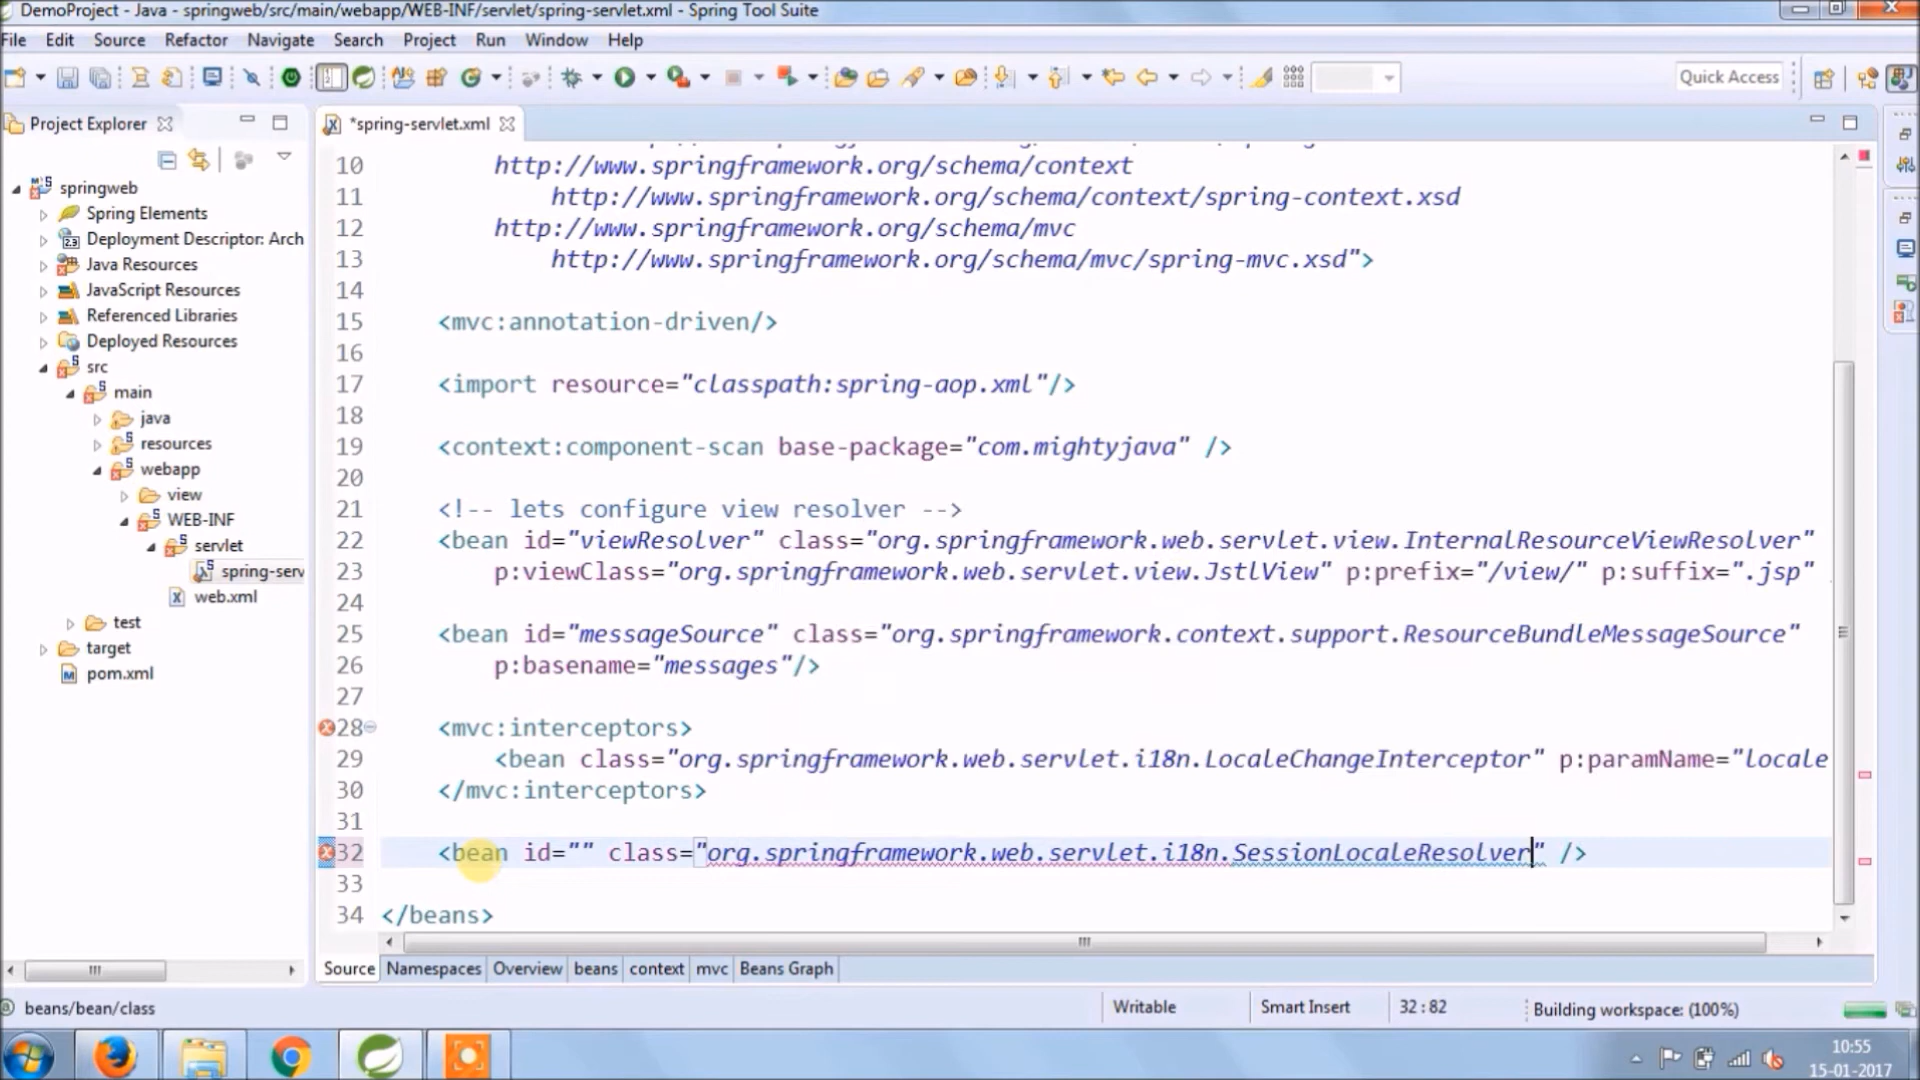 DemoProject - Java - springweb/src/main/webapp/WEB-INF/servlet/spring-servlet.xml - Spring Tool Suite
File Edit Source Refactor Navigate Search Project Run Window Help
Quick Access
Project Explorer
*spring-servlet.xml
springweb
Spring Elements
Deployment Descriptor: Arch
Java Resources
JavaScript Resources
Referenced Libraries
Deployed Resources
src
main
java
resources
webapp
view
WEB-INF
servlet
spring-serv
web.xml
test
target
pom.xml
10 http://www.springframework.org/schema/context
11 http://www.springframework.org/schema/context/spring-context.xsd
12 http://www.springframework.org/schema/mvc
13 http://www.springframework.org/schema/mvc/spring-mvc.xsd">
14
15 <mvc:annotation-driven/>
16
17 <import resource="classpath:spring-aop.xml"/>
18
19 <context:component-scan base-package="com.mightyjava" />
20
21 <!-- lets configure view resolver -->
22 <bean id="viewResolver" class="org.springframework.web.servlet.view.InternalResourceViewResolver"
23 p:viewClass="org.springframework.web.servlet.view.JstlView" p:prefix="/view/" p:suffix=".jsp"
24
25 <bean id="messageSource" class="org.springframework.context.support.ResourceBundleMessageSource"
26 p:basename="messages"/>
27
28 <mvc:interceptors>
29 <bean class="org.springframework.web.servlet.i18n.LocaleChangeInterceptor" p:paramName="locale
30 </mvc:interceptors>
31
32 <bean id="" class="org.springframework.web.servlet.i18n.SessionLocaleResolver" />
33
34 </beans>
Source Namespaces Overview beans context mvc Beans Graph
beans/bean/class
Writable
Smart Insert
32 : 82
Building workspace: (100%)
10:55
15-01-2017